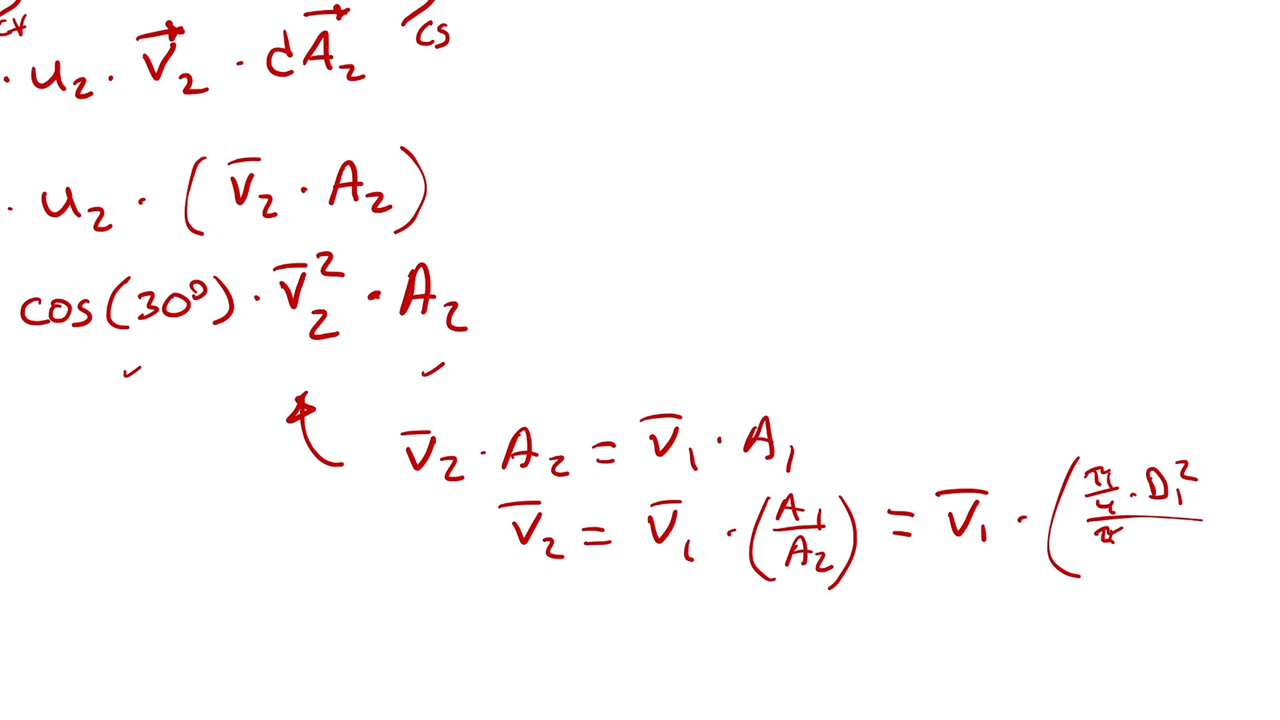 CV CS
· u₂ · V⃗₂ · dA⃗₂
· u₂ · (V̅₂ · A₂)
cos(30°) · V̅₂² · A₂
✓ ✓
V̅₂ · A₂ = V̅₁ · A₁
V̅₂ = V̅₁ · (A₁/A₂) = V̅₁ · (π/4 · D₁² / π